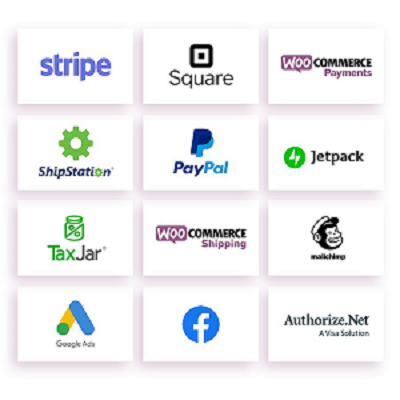 stripe
Square
WOO COMMERCE
Payments
ShipStation®
PayPal
Jetpack
TaxJar
WOO COMMERCE
Shipping
mailchimp
Google Ads
f
Authorize.Net
A Visa Solution